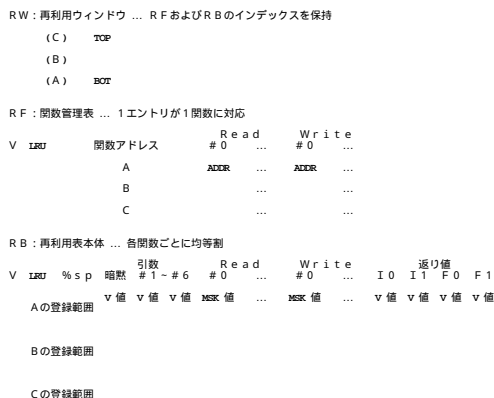 RW:再利用ウィンドウ … RFおよびRBのインデックスを保持
(C) TOP
(B)
(A) BOT
RF:関数管理表 … 1エントリが1関数に対応
Read Write
V LRU 関数アドレス #0 … #0 …
A ADDR … ADDR …
B … …
C … …
RB:再利用表本体 … 各関数ごとに均等割
引数 Read Write 返り値
V LRU %sp 暗黙 #1~#6 #0 … #0 … I0 I1 F0 F1
V値 V値 V値 MSK値 … MSK値 … V値 V値 V値 V値
Aの登録範囲
Bの登録範囲
Cの登録範囲